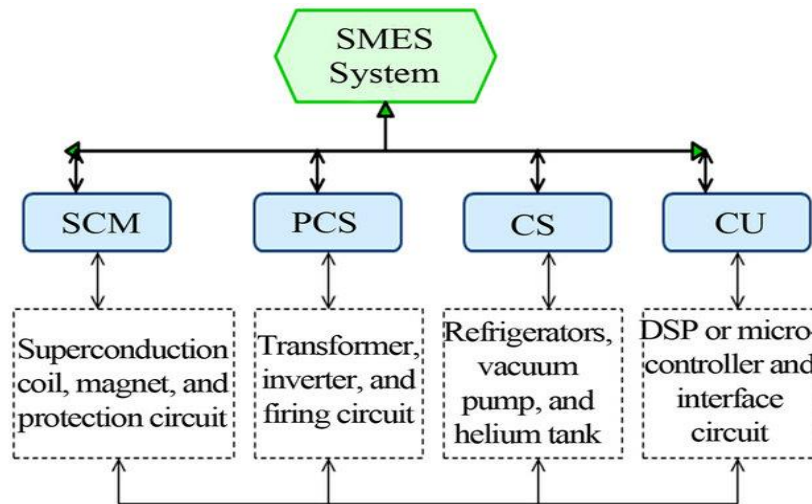 SMES
System
SCM
PCS
CS
CU
Superconduction
coil, magnet, and
protection circuit
Transformer,
inverter, and
firing circuit
Refrigerators,
vacuum
pump, and
helium tank
DSP or micro-
controller and
interface
circuit